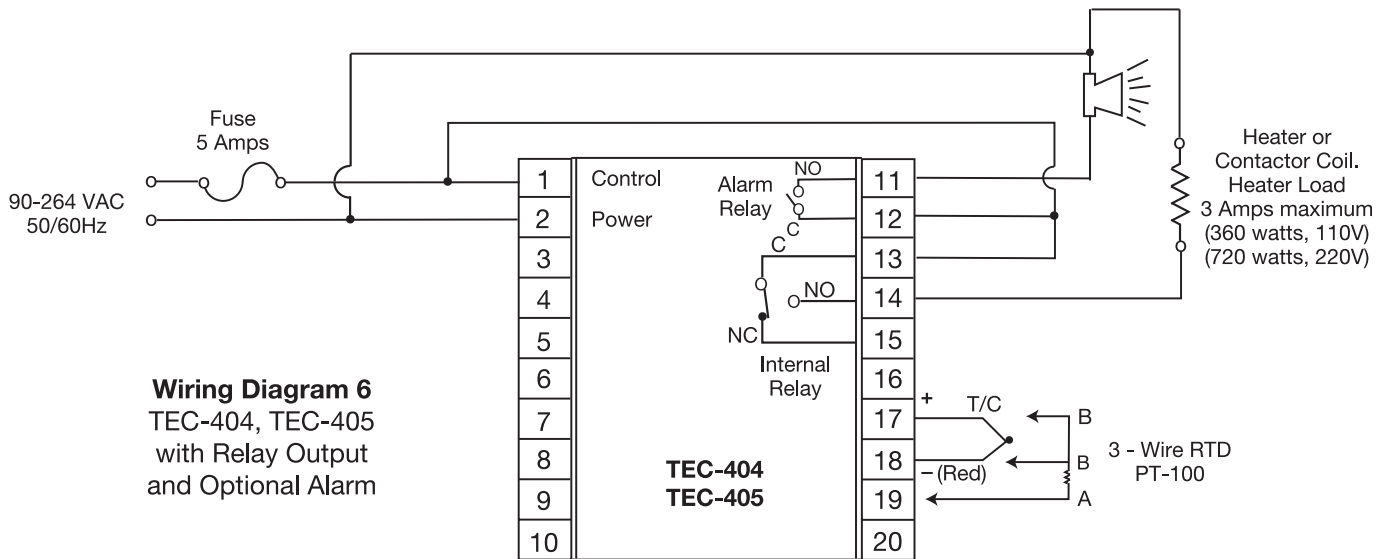 Fuse
5 Amps
90-264 VAC
50/60Hz
1
2
3
4
5
6
7
8
9
10
Control
Power
Alarm
Relay
NO
C
C
NO
NC
Internal
Relay
TEC-404
TEC-405
11
12
13
14
15
16
17
18
19
20
Heater or
Contactor Coil.
Heater Load
3 Amps maximum
(360 watts, 110V)
(720 watts, 220V)
+
T/C
– (Red)
B
B
A
3 - Wire RTD
PT-100
Wiring Diagram 6
TEC-404, TEC-405
with Relay Output
and Optional Alarm